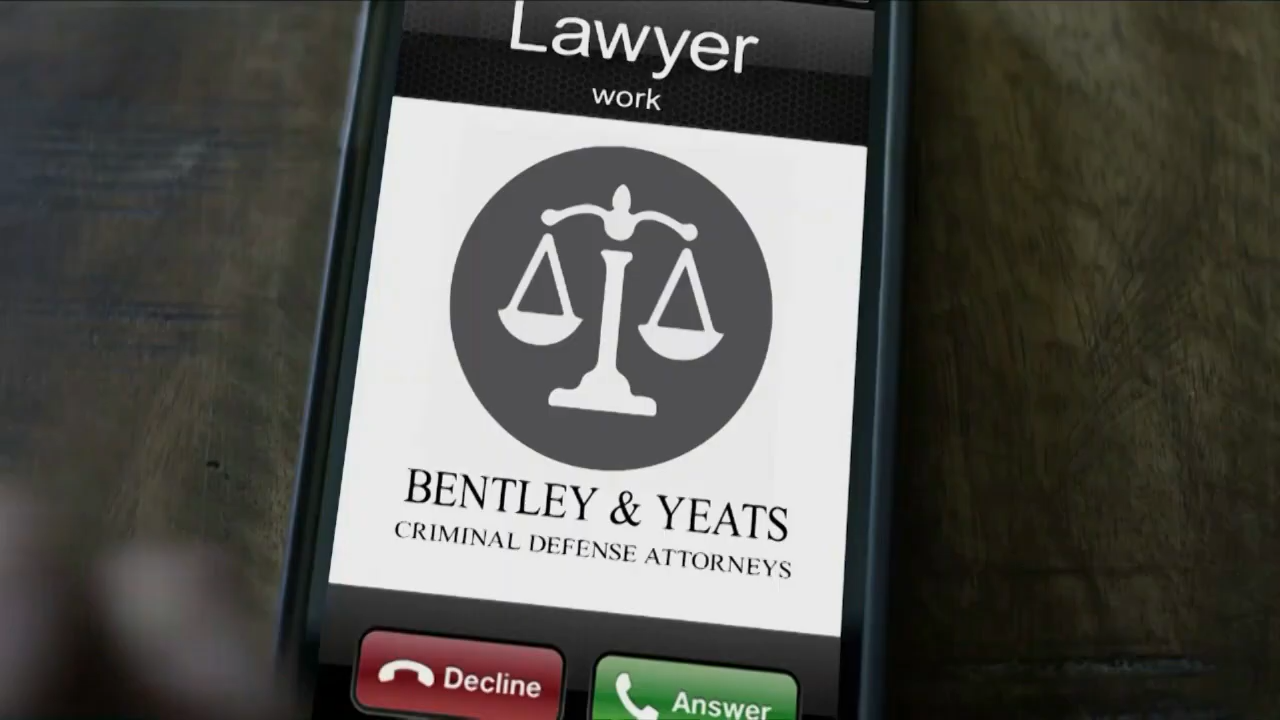 Lawyer
work
BENTLEY & YEATS
CRIMINAL DEFENSE ATTORNEYS
Decline
Answer